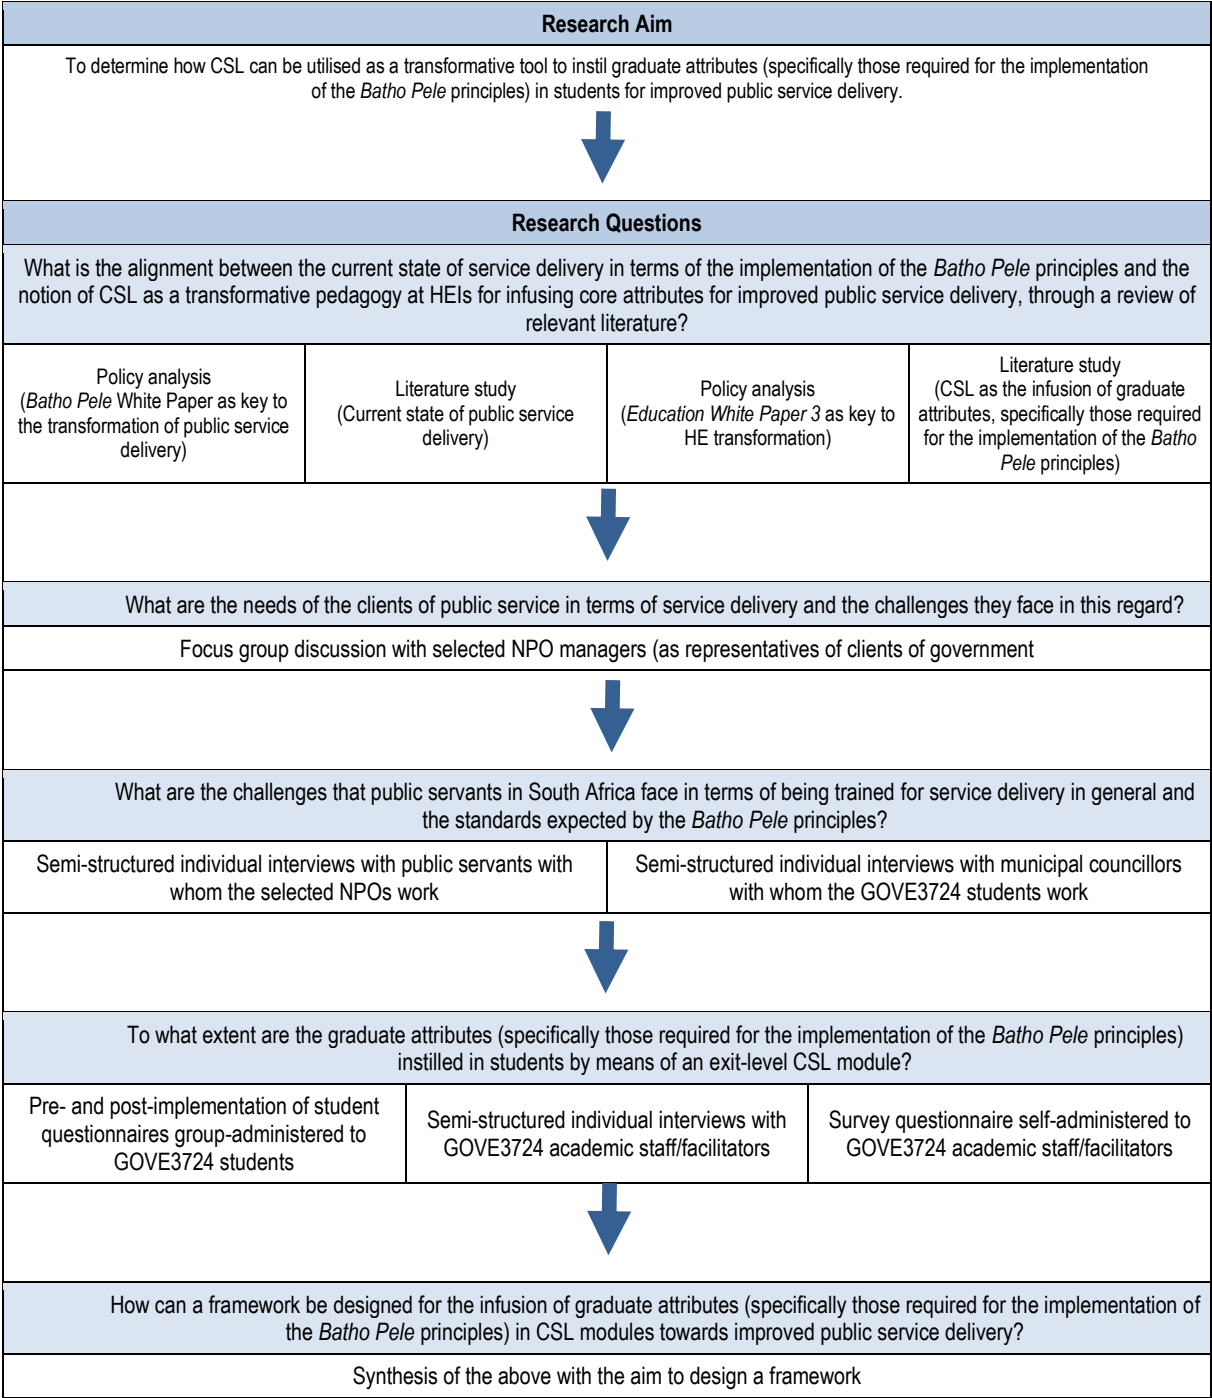 Research Aim
To determine how CSL can be utilised as a transformative tool to instil graduate attributes (specifically those required for the implementation
of the Batho Pele principles) in students for improved public service delivery.
Research Questions
What is the alignment between the current state of service delivery in terms of the implementation of the Batho Pele principles and the
notion of CSL as a transformative pedagogy at HEIs for infusing core attributes for improved public service delivery, through a review of
relevant literature?
Policy analysis
(Batho Pele White Paper as key to
the transformation of public service
delivery)
Literature study
(Current state of public service
delivery)
Policy analysis
(Education White Paper 3 as key to
HE transformation)
Literature study
(CSL as the infusion of graduate
attributes, specifically those required
for the implementation of the Batho
Pele principles)
What are the needs of the clients of public service in terms of service delivery and the challenges they face in this regard?
Focus group discussion with selected NPO managers (as representatives of clients of government
What are the challenges that public servants in South Africa face in terms of being trained for service delivery in general and
the standards expected by the Batho Pele principles?
Semi-structured individual interviews with public servants with
whom the selected NPOs work
Semi-structured individual interviews with municipal councillors
with whom the GOVE3724 students work
To what extent are the graduate attributes (specifically those required for the implementation of the Batho Pele principles)
instilled in students by means of an exit-level CSL module?
Pre- and post-implementation of student
questionnaires group-administered to
GOVE3724 students
Semi-structured individual interviews with
GOVE3724 academic staff/facilitators
Survey questionnaire self-administered to
GOVE3724 academic staff/facilitators
How can a framework be designed for the infusion of graduate attributes (specifically those required for the implementation of
the Batho Pele principles) in CSL modules towards improved public service delivery?
Synthesis of the above with the aim to design a framework